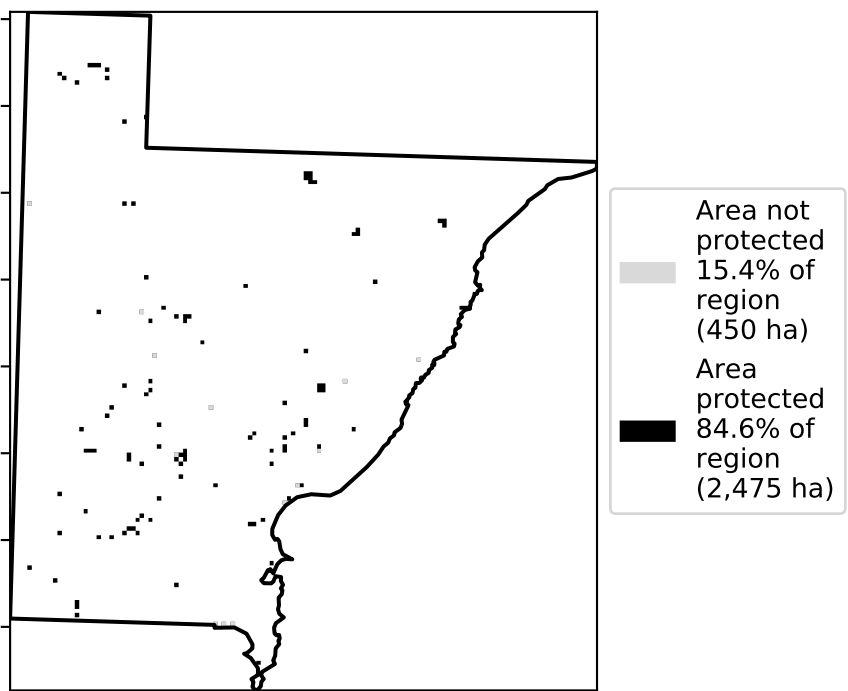 Area not
protected
15.4% of
region
(450 ha)
Area
protected
84.6% of
region
(2,475 ha)